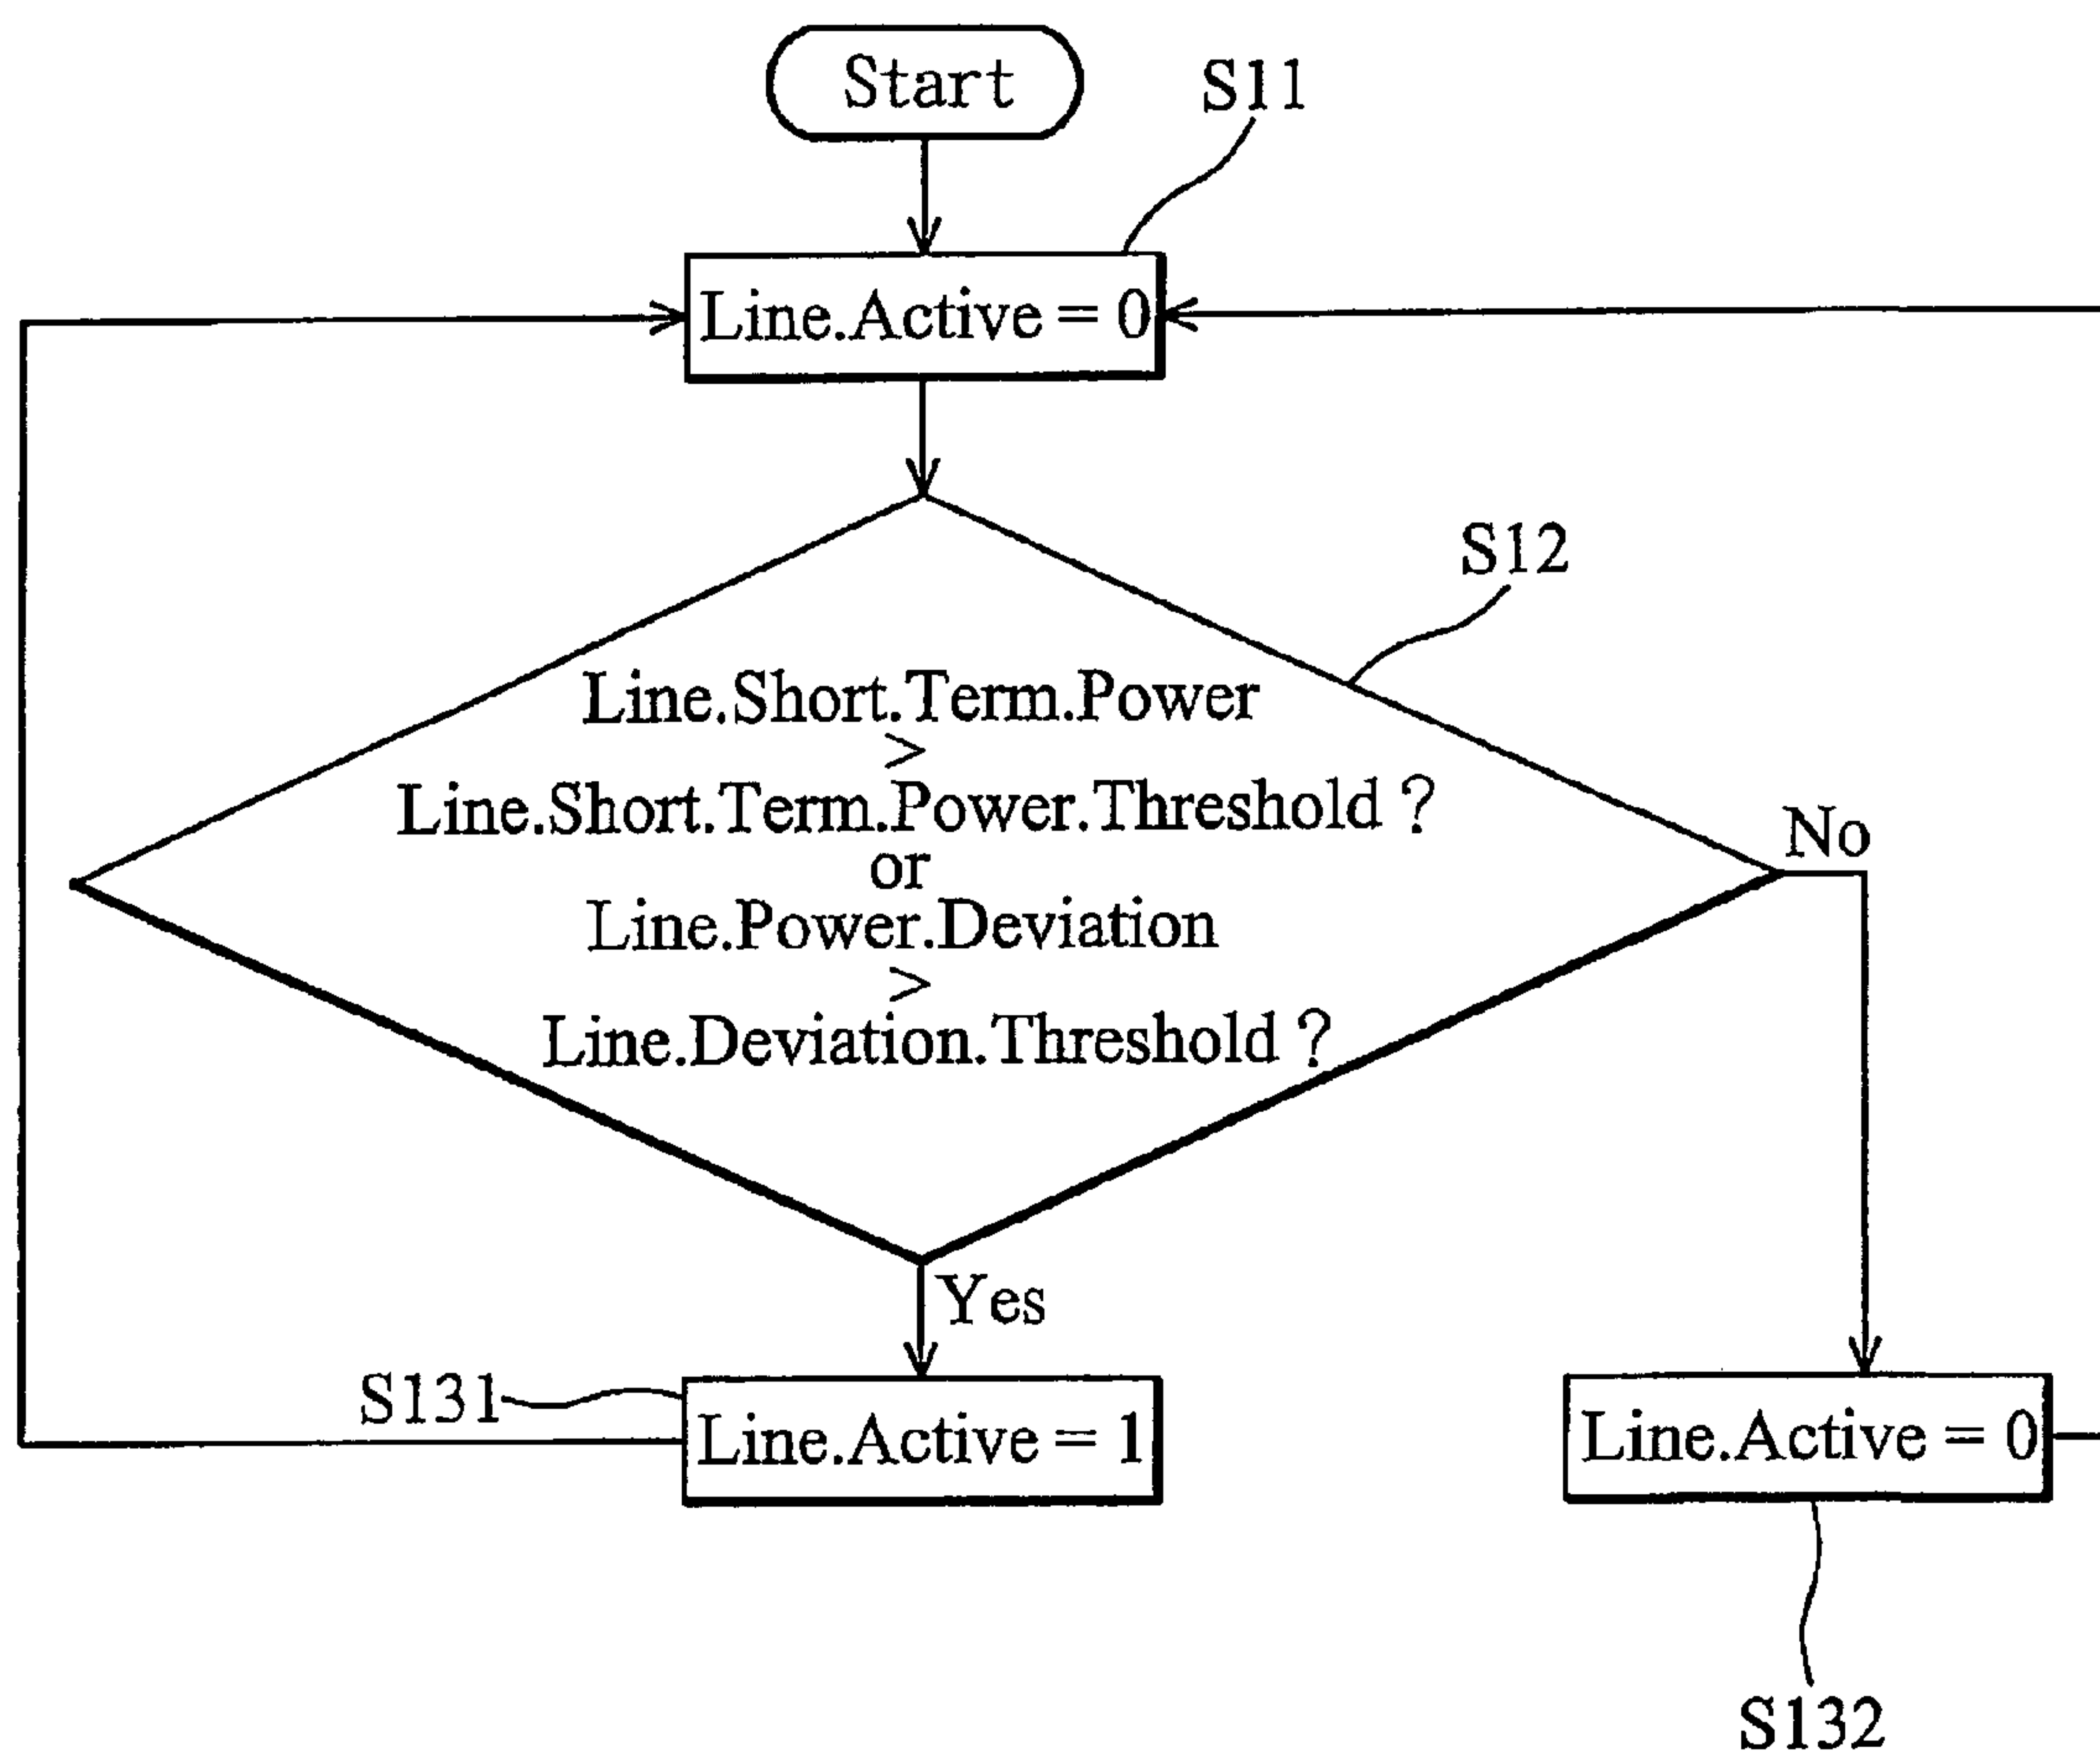 Start
S11
Line.Active = 0
S12
Line.Short.Term.Power
>
Line.Short.Term.Power.Threshold ?
or
Line.Power.Deviation
>
Line.Deviation.Threshold ?
No
Yes
S131
Line.Active = 1
Line.Active = 0
S132